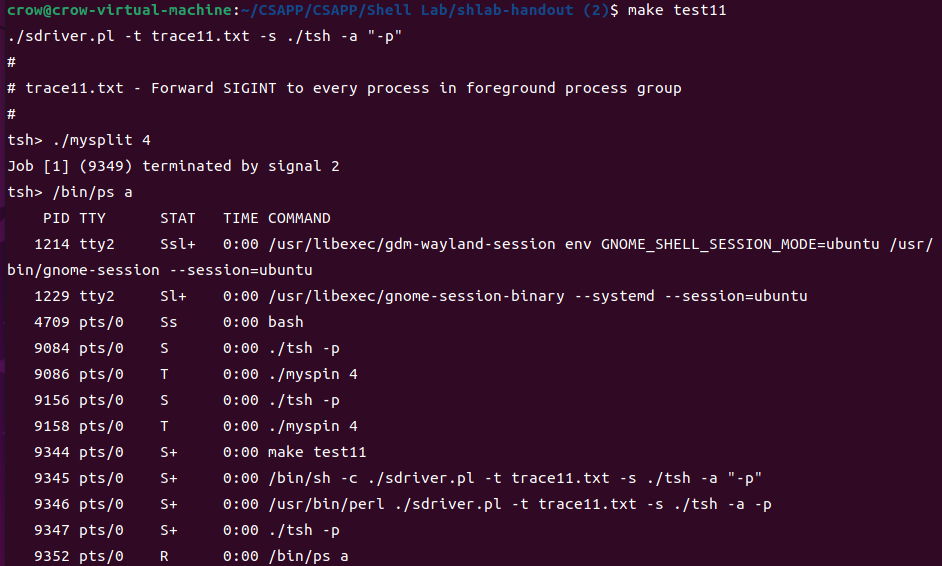 crow@crow-virtual-machine:~/CSAPP/CSAPP/Shell Lab/shlab-handout (2)$ make test11
./sdriver.pl -t trace11.txt -s ./tsh -a "-p"
#
# trace11.txt - Forward SIGINT to every process in foreground process group
#
tsh> ./mysplit 4
Job [1] (9349) terminated by signal 2
tsh> /bin/ps a
    PID TTY      STAT   TIME COMMAND
   1214 tty2     Ssl+   0:00 /usr/libexec/gdm-wayland-session env GNOME_SHELL_SESSION_MODE=ubuntu /usr/
bin/gnome-session --session=ubuntu
   1229 tty2     Sl+    0:00 /usr/libexec/gnome-session-binary --systemd --session=ubuntu
   4709 pts/0    Ss     0:00 bash
   9084 pts/0    S      0:00 ./tsh -p
   9086 pts/0    T      0:00 ./myspin 4
   9156 pts/0    S      0:00 ./tsh -p
   9158 pts/0    T      0:00 ./myspin 4
   9344 pts/0    S+     0:00 make test11
   9345 pts/0    S+     0:00 /bin/sh -c ./sdriver.pl -t trace11.txt -s ./tsh -a "-p"
   9346 pts/0    S+     0:00 /usr/bin/perl ./sdriver.pl -t trace11.txt -s ./tsh -a -p
   9347 pts/0    S+     0:00 ./tsh -p
   9352 pts/0    R      0:00 /bin/ps a